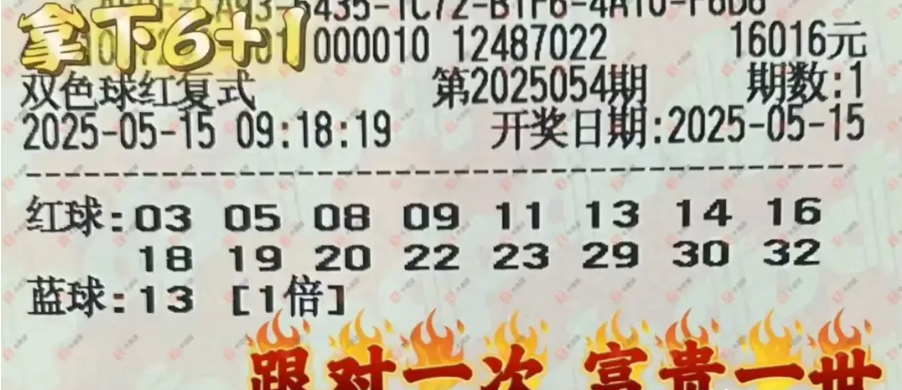 拿下6+1
000010 12487022 16016元
双色球红复式 第2025054期 期数:1
2025-05-15 09:18:19 开奖日期:2025-05-15
红球:03 05 08 09 11 13 14 16
18 19 20 22 23 29 30 32
蓝球:13 [1倍]
跟对一次 富贵一世